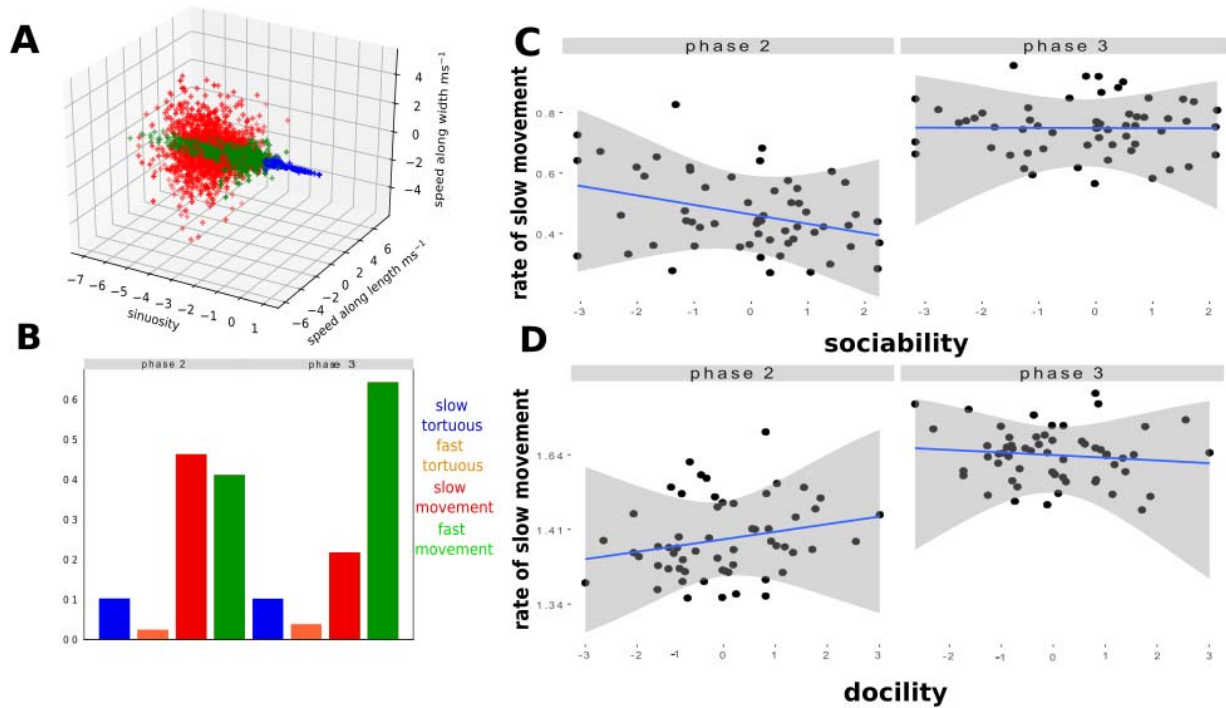 A
speed along width ms⁻¹
4
2
0
−2
−4
−7 −6 −5 −4 −3 −2 −1 0 1
sinuosity
−6 −4 −2 0 2 4 6
speed along length ms⁻¹
B
phase 2
phase 3
0.6
0.5
0.4
0.3
0.2
0.1
0.0
slow
tortuous
fast
tortuous
slow
movement
fast
movement
C
phase 2
phase 3
rate of slow movement
0.8
0.6
0.4
-3 -2 -1 0 1 2
-3 -2 -1 0 1 2
sociability
D
phase 2
phase 3
rate of slow movement
1.64
1.41
1.34
-3 -2 -1 0 1 2 3
-2 -1 0 1 2 3
docility